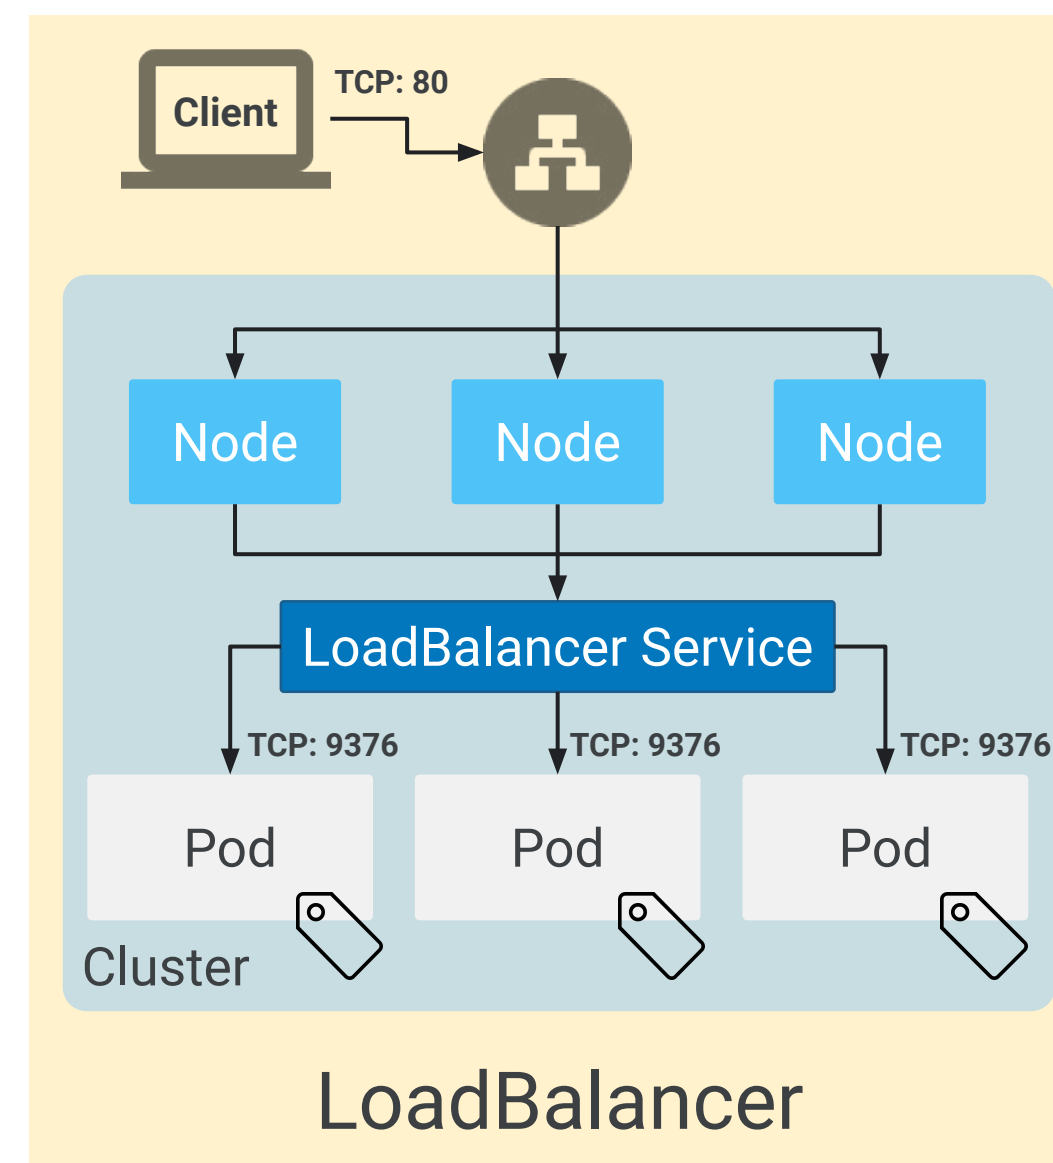 Client
TCP: 80
Node
Node
Node
LoadBalancer Service
TCP: 9376
TCP: 9376
TCP: 9376
Pod
Pod
Pod
Cluster
LoadBalancer